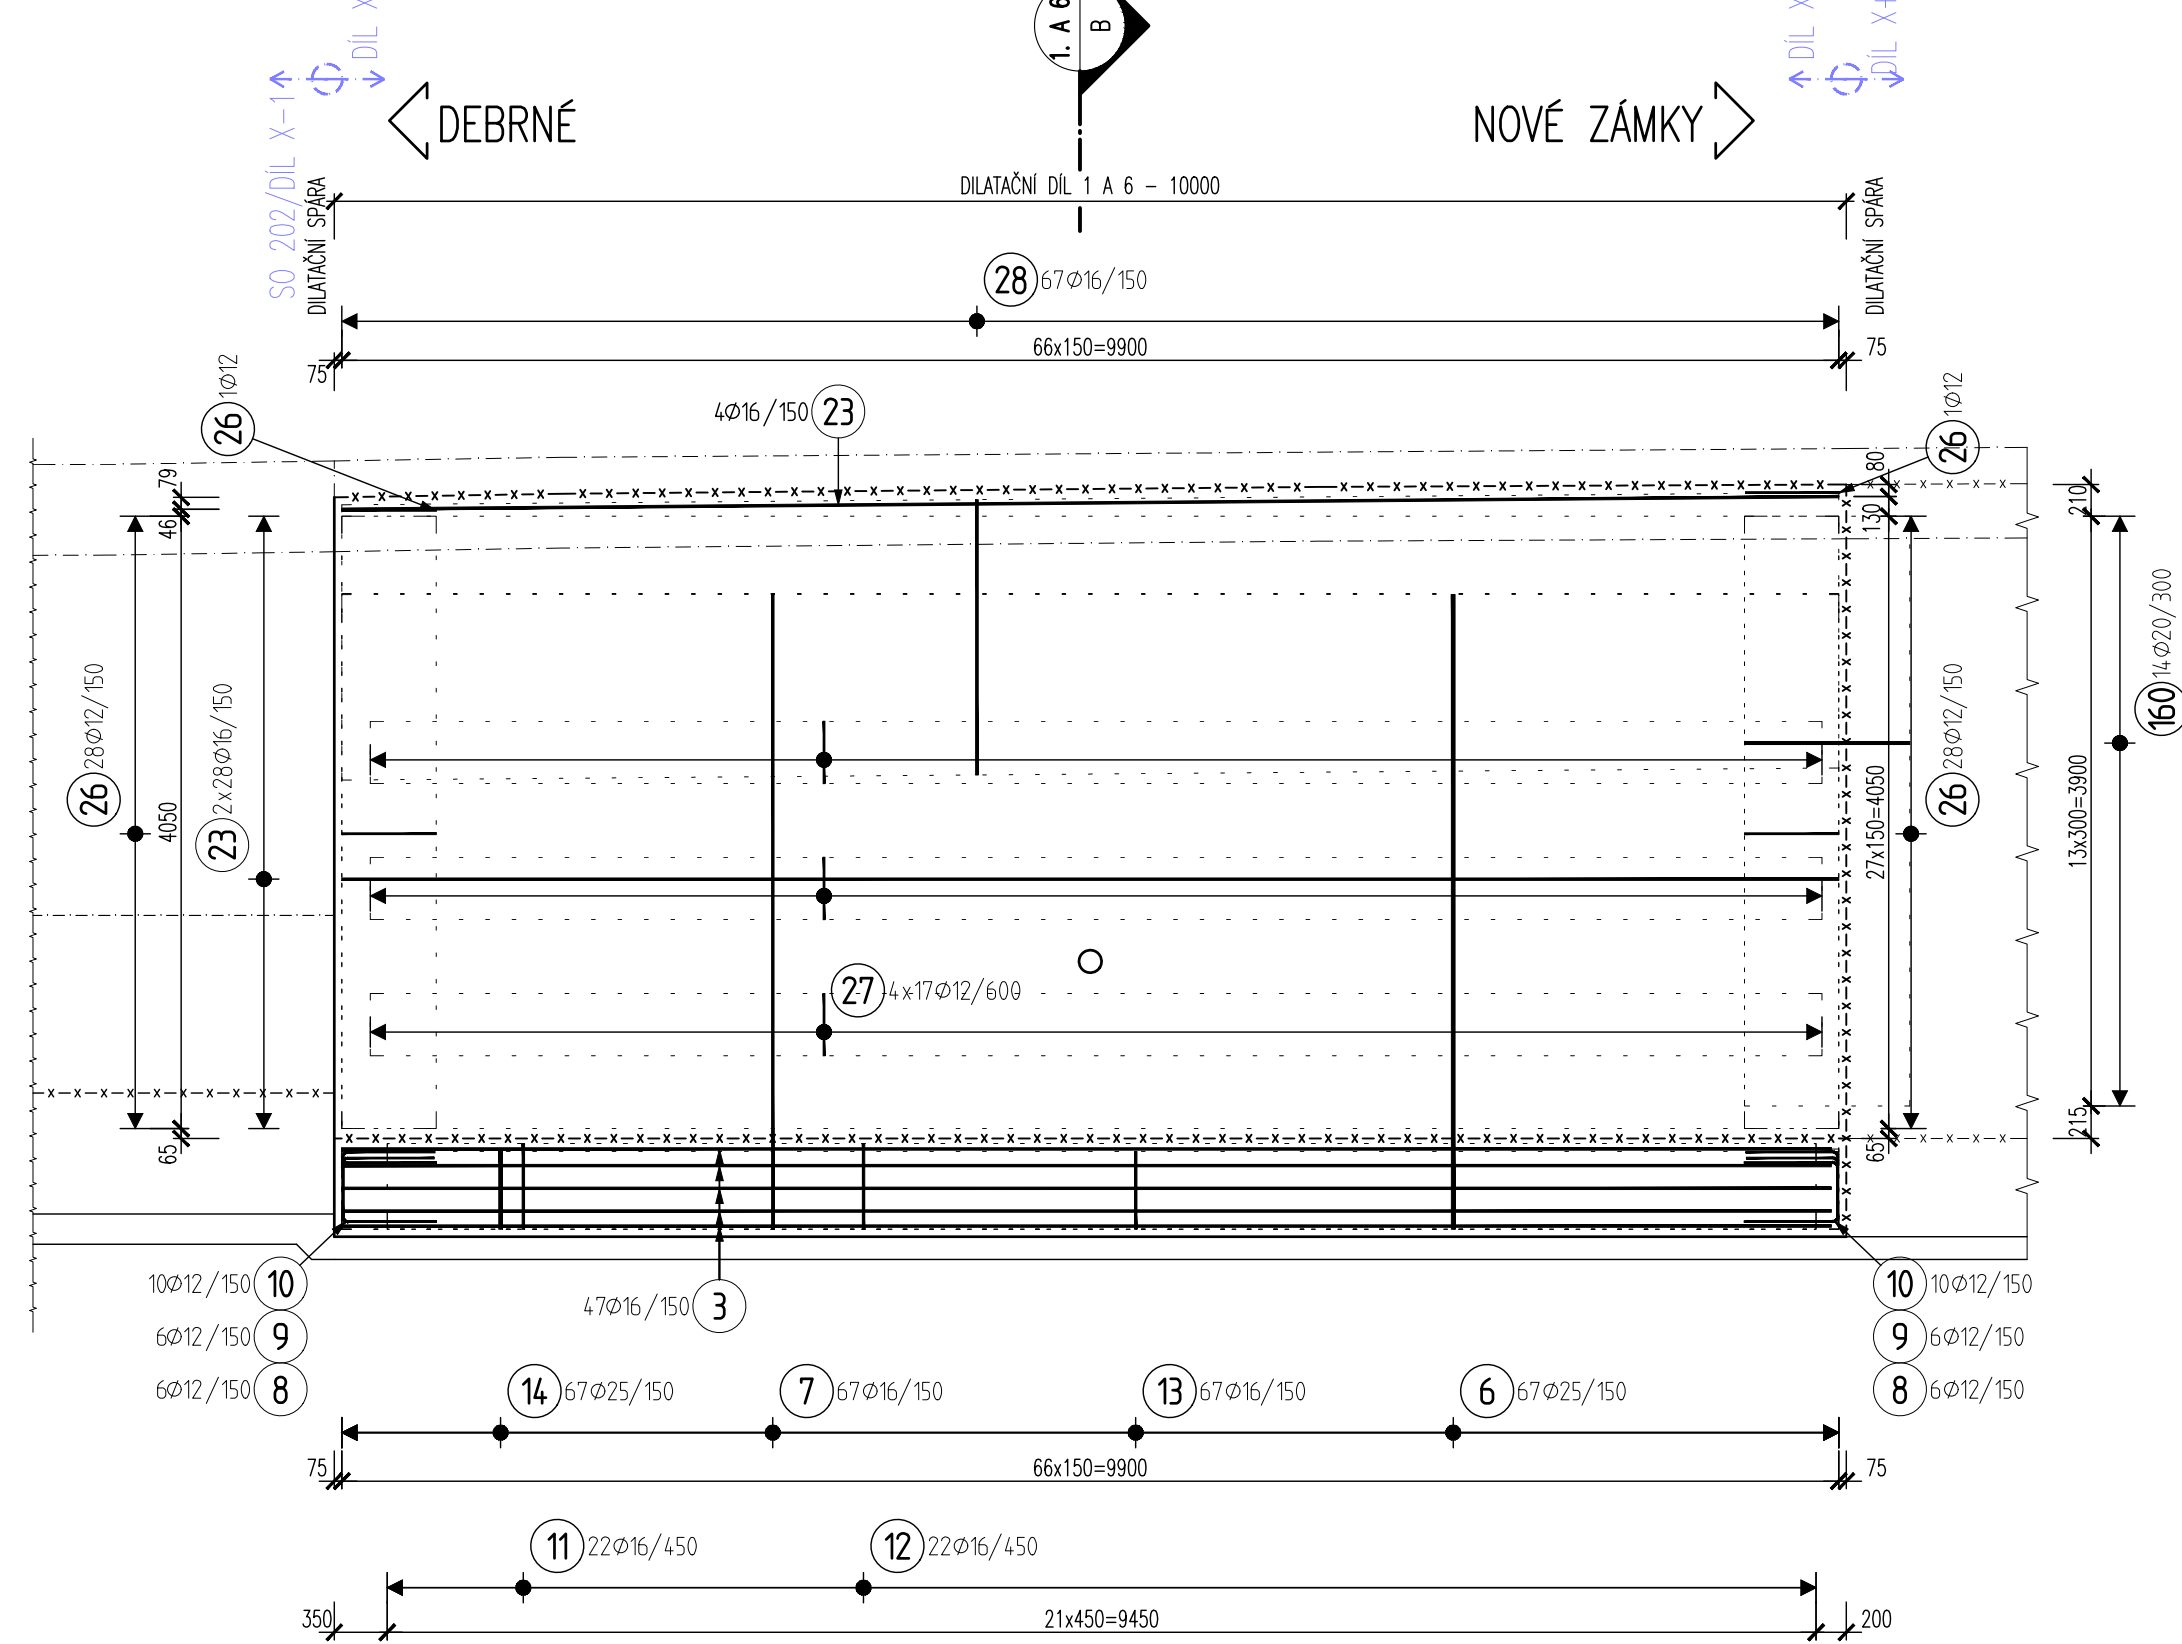 1. A 6
B
DÍL X
DÍL X
DÍL X+
SO 202/DÍL X-1
DEBRNÉ
NOVÉ ZÁMKY
DILATAČNÍ SPÁRA
DILATAČNÍ DÍL 1 A 6 - 10000
DILATAČNÍ SPÁRA
28 67Ø16/150
66x150=9900
75
75
26 1Ø12
4Ø16/150 23
26 1Ø12
79
46
80
130
210
26 28Ø12/150
4050
23 2x28Ø16/150
27x150=4050
26 28Ø12/150
13x300=3900
160 14Ø20/300
27 4x17Ø12/600
65
65
215
10Ø12/150 10
6Ø12/150 9
6Ø12/150 8
47Ø16/150 3
10 10Ø12/150
9 6Ø12/150
8 6Ø12/150
14 67Ø25/150
7 67Ø16/150
13 67Ø16/150
6 67Ø25/150
75
66x150=9900
75
11 22Ø16/450
12 22Ø16/450
350
21x450=9450
200